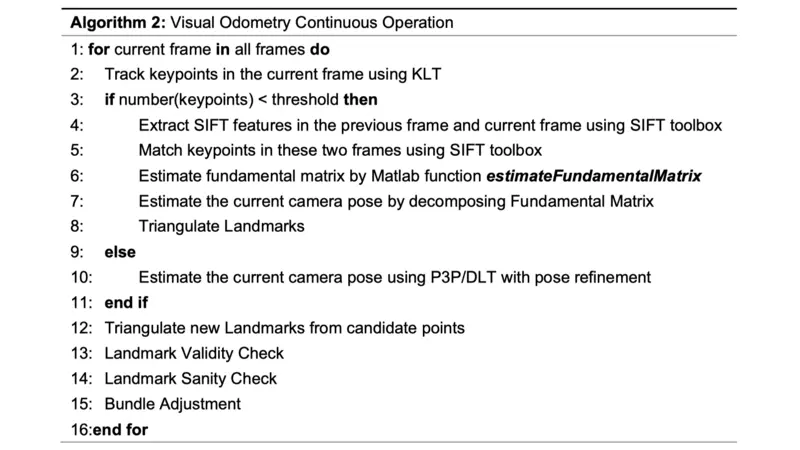 Algorithm 2: Visual Odometry Continuous Operation
1: for current frame in all frames do
2: Track keypoints in the current frame using KLT
3: if number(keypoints) < threshold then
4: Extract SIFT features in the previous frame and current frame using SIFT toolbox
5: Match keypoints in these two frames using SIFT toolbox
6: Estimate fundamental matrix by Matlab function estimateFundamentalMatrix
7: Estimate the current camera pose by decomposing Fundamental Matrix
8: Triangulate Landmarks
9: else
10: Estimate the current camera pose using P3P/DLT with pose refinement
11: end if
12: Triangulate new Landmarks from candidate points
13: Landmark Validity Check
14: Landmark Sanity Check
15: Bundle Adjustment
16:end for